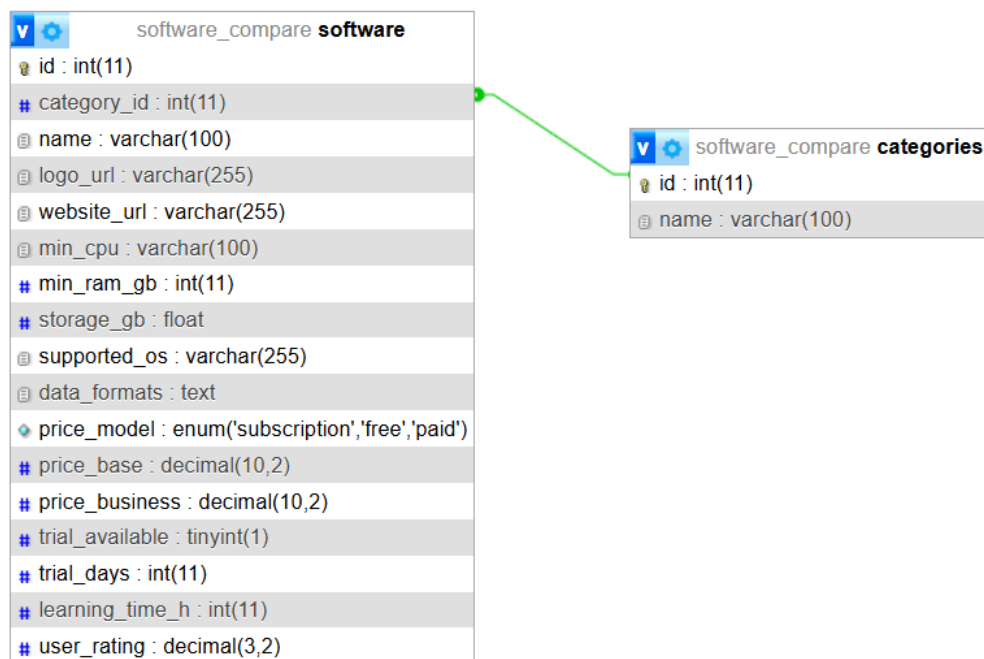 software_compare software
id : int(11)
category_id : int(11)
name : varchar(100)
logo_url : varchar(255)
website_url : varchar(255)
min_cpu : varchar(100)
min_ram_gb : int(11)
storage_gb : float
supported_os : varchar(255)
data_formats : text
price_model : enum('subscription','free','paid')
price_base : decimal(10,2)
price_business : decimal(10,2)
trial_available : tinyint(1)
trial_days : int(11)
learning_time_h : int(11)
user_rating : decimal(3,2)
software_compare categories
id : int(11)
name : varchar(100)